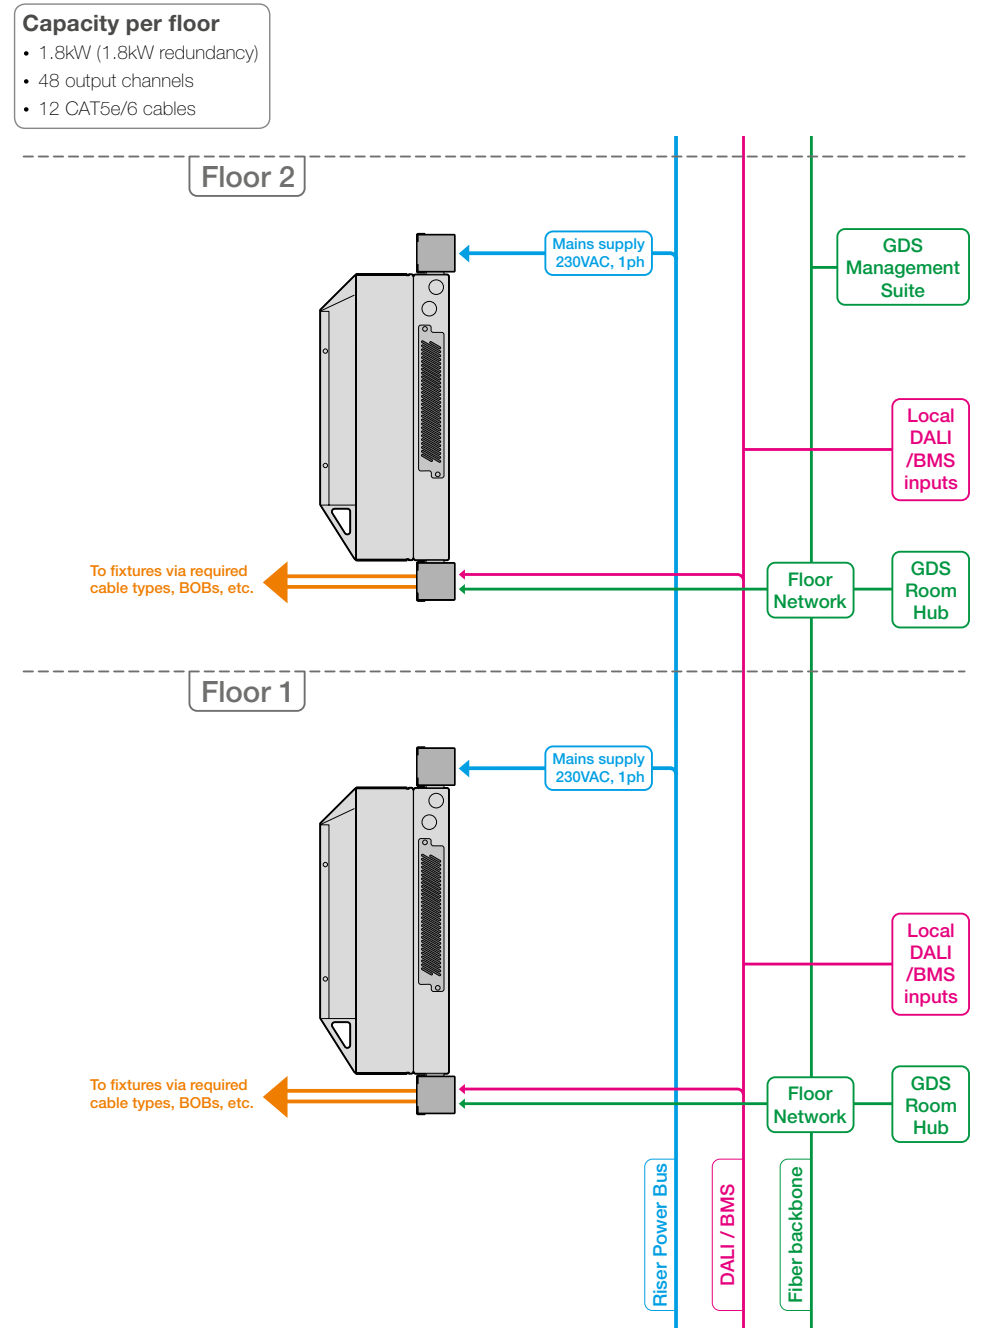 Capacity per floor
• 1.8kW (1.8kW redundancy)
• 48 output channels
• 12 CAT5e/6 cables
Floor 2
Mains supply
230VAC, 1ph
GDS
Management
Suite
Local
DALI
/BMS
inputs
To fixtures via required
cable types, BOBs, etc.
Floor
Network
GDS
Room
Hub
Floor 1
Mains supply
230VAC, 1ph
Local
DALI
/BMS
inputs
To fixtures via required
cable types, BOBs, etc.
Floor
Network
GDS
Room
Hub
Riser Power Bus
DALI / BMS
Fiber backbone